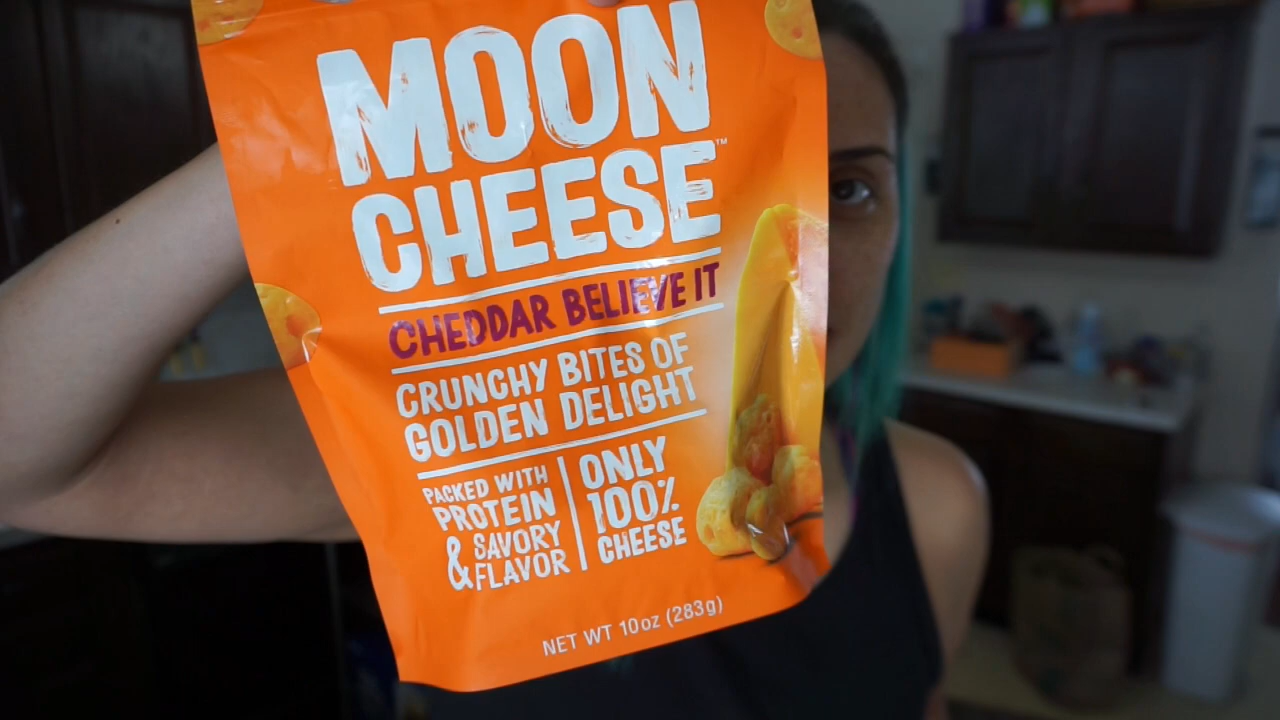 MOON
CHEESE™
CHEDDAR BELIEVE IT
CRUNCHY BITES OF
GOLDEN DELIGHT
PACKED WITH
PROTEIN
& SAVORY
FLAVOR
ONLY
100%
CHEESE
NET WT 10oz (283g)